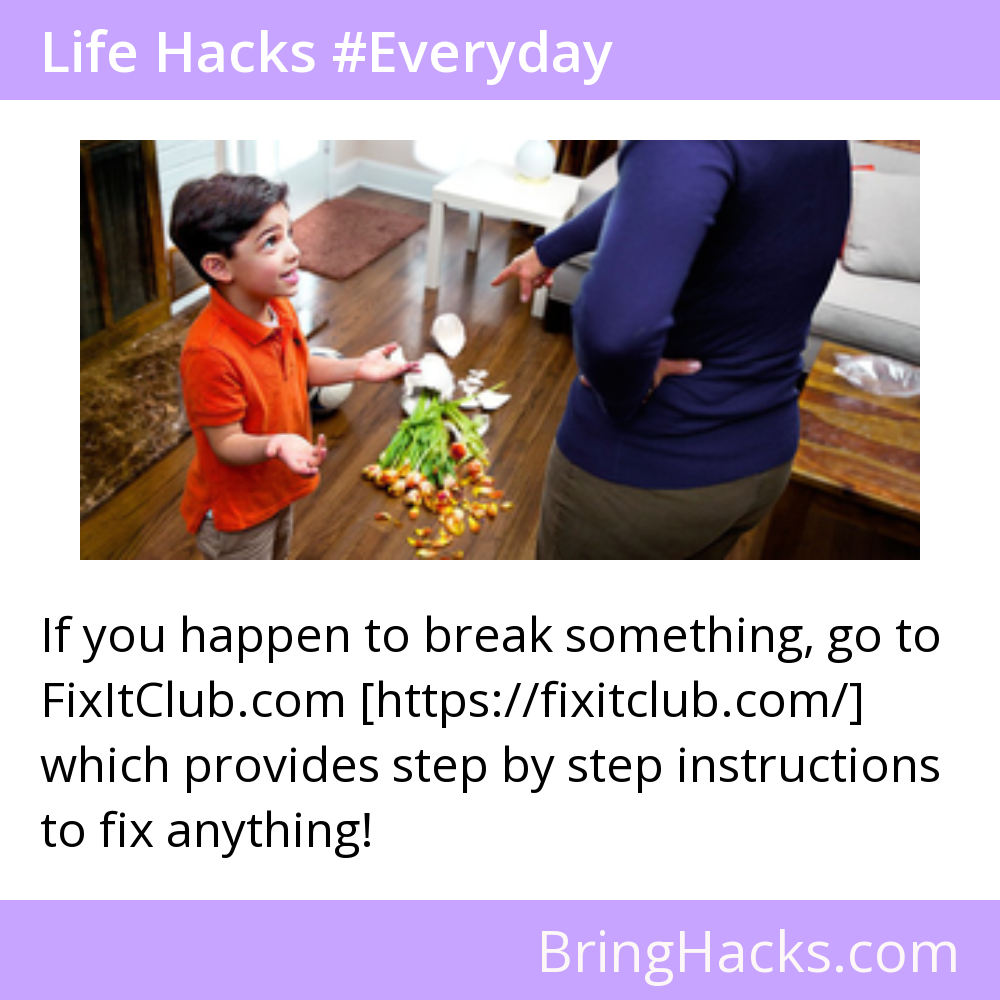 Life Hacks #Everyday
If you happen to break something, go to
FixItClub.com [https://fixitclub.com/]
which provides step by step instructions
to fix anything!
BringHacks.com